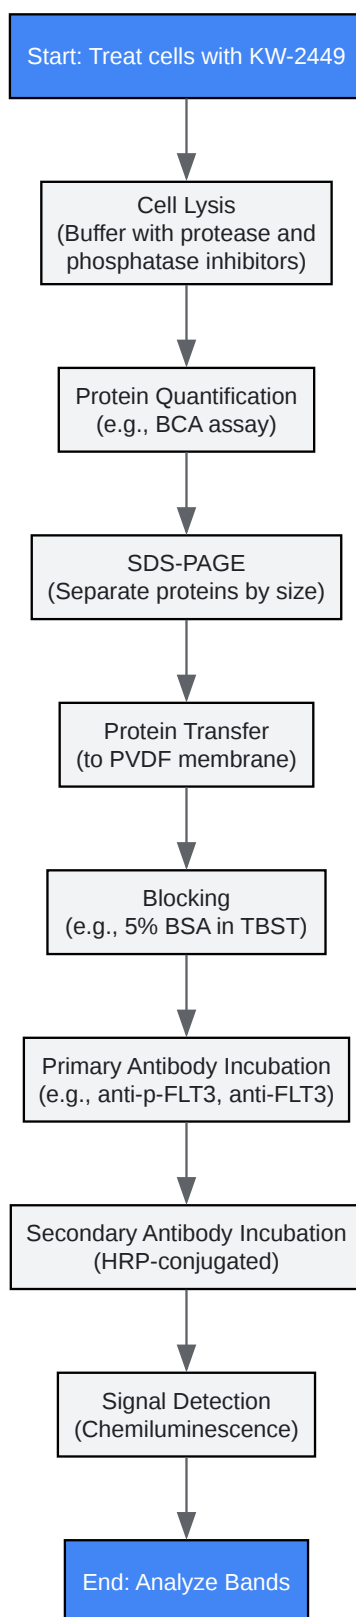 Start: Treat cells with KW-2449
Cell Lysis
(Buffer with protease and
phosphatase inhibitors)
Protein Quantification
(e.g., BCA assay)
SDS-PAGE
(Separate proteins by size)
Protein Transfer
(to PVDF membrane)
Blocking
(e.g., 5% BSA in TBST)
Primary Antibody Incubation
(e.g., anti-p-FLT3, anti-FLT3)
Secondary Antibody Incubation
(HRP-conjugated)
Signal Detection
(Chemiluminescence)
End: Analyze Bands